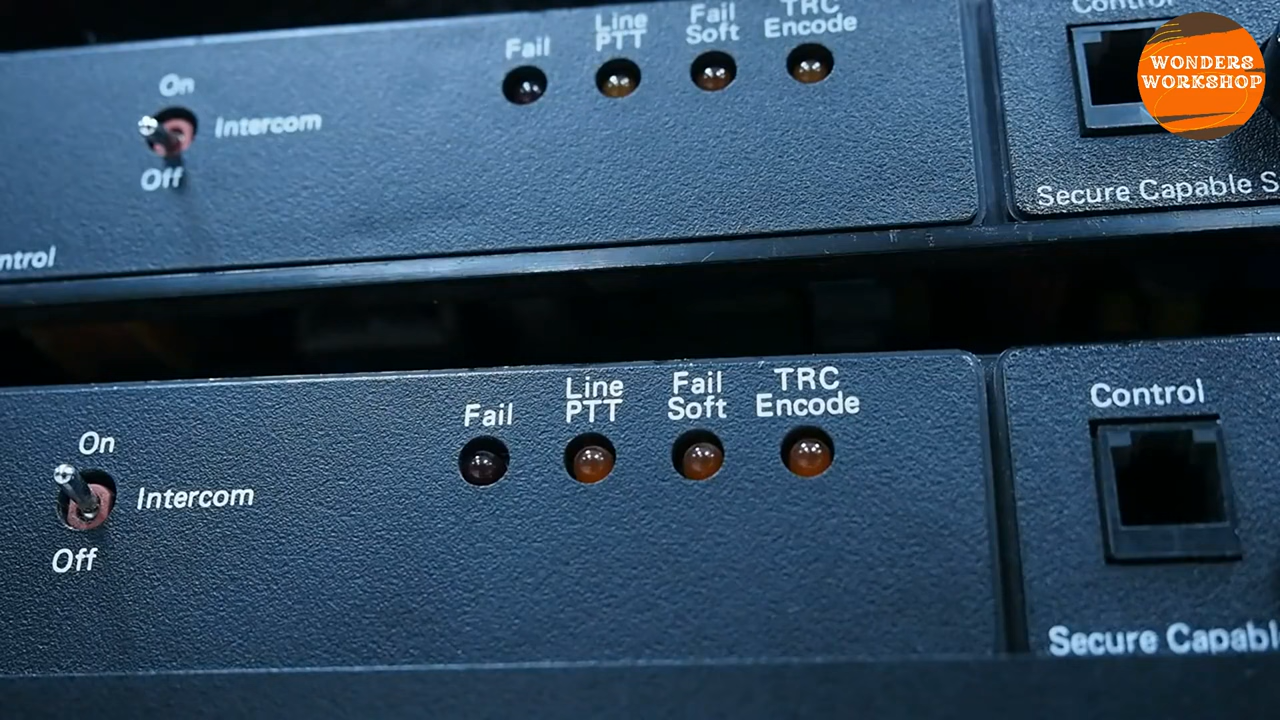 Fail
Line
PTT
Fail
Soft
TRC
Encode
Control
WONDERS
WORKSHOP
On
Intercom
Off
Secure Capable S
ntrol
Fail
Line
PTT
Fail
Soft
TRC
Encode
Control
On
Intercom
Off
Secure Capabl